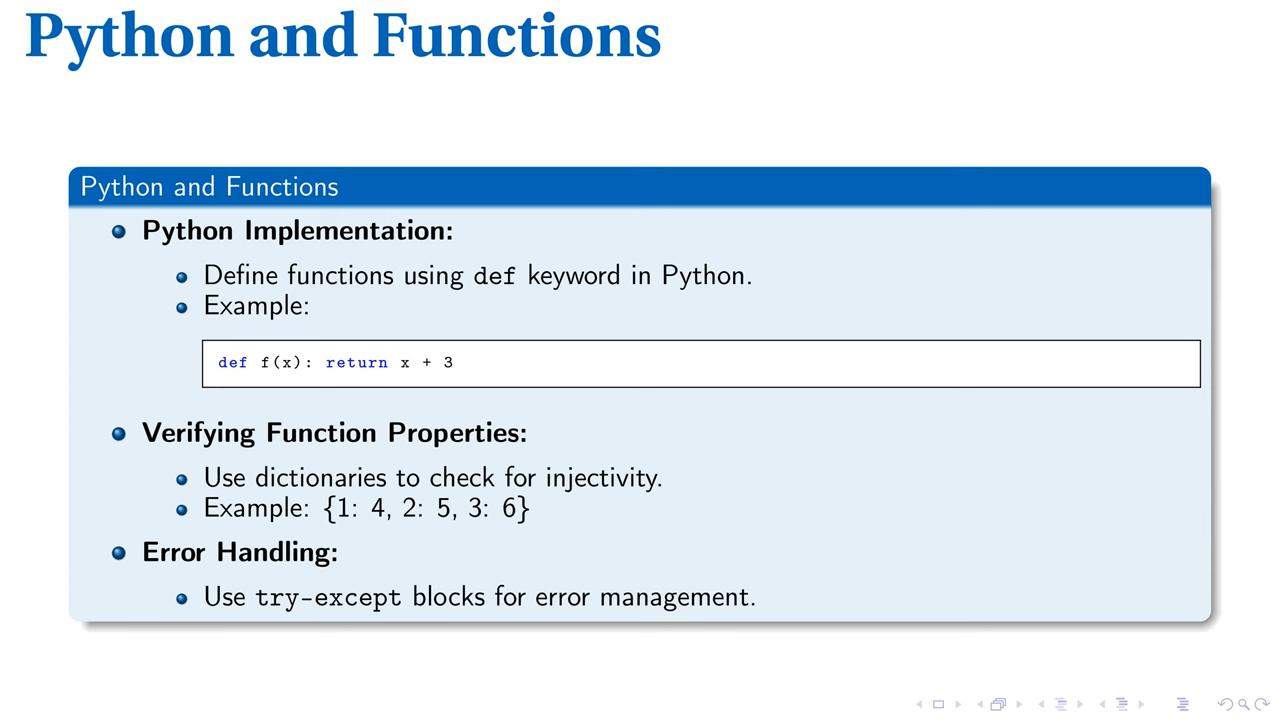 Python and Functions
Python and Functions
Python Implementation:
Define functions using def keyword in Python.
Example:
def f(x): return x + 3
Verifying Function Properties:
Use dictionaries to check for injectivity.
Example: {1: 4, 2: 5, 3: 6}
Error Handling:
Use try-except blocks for error management.